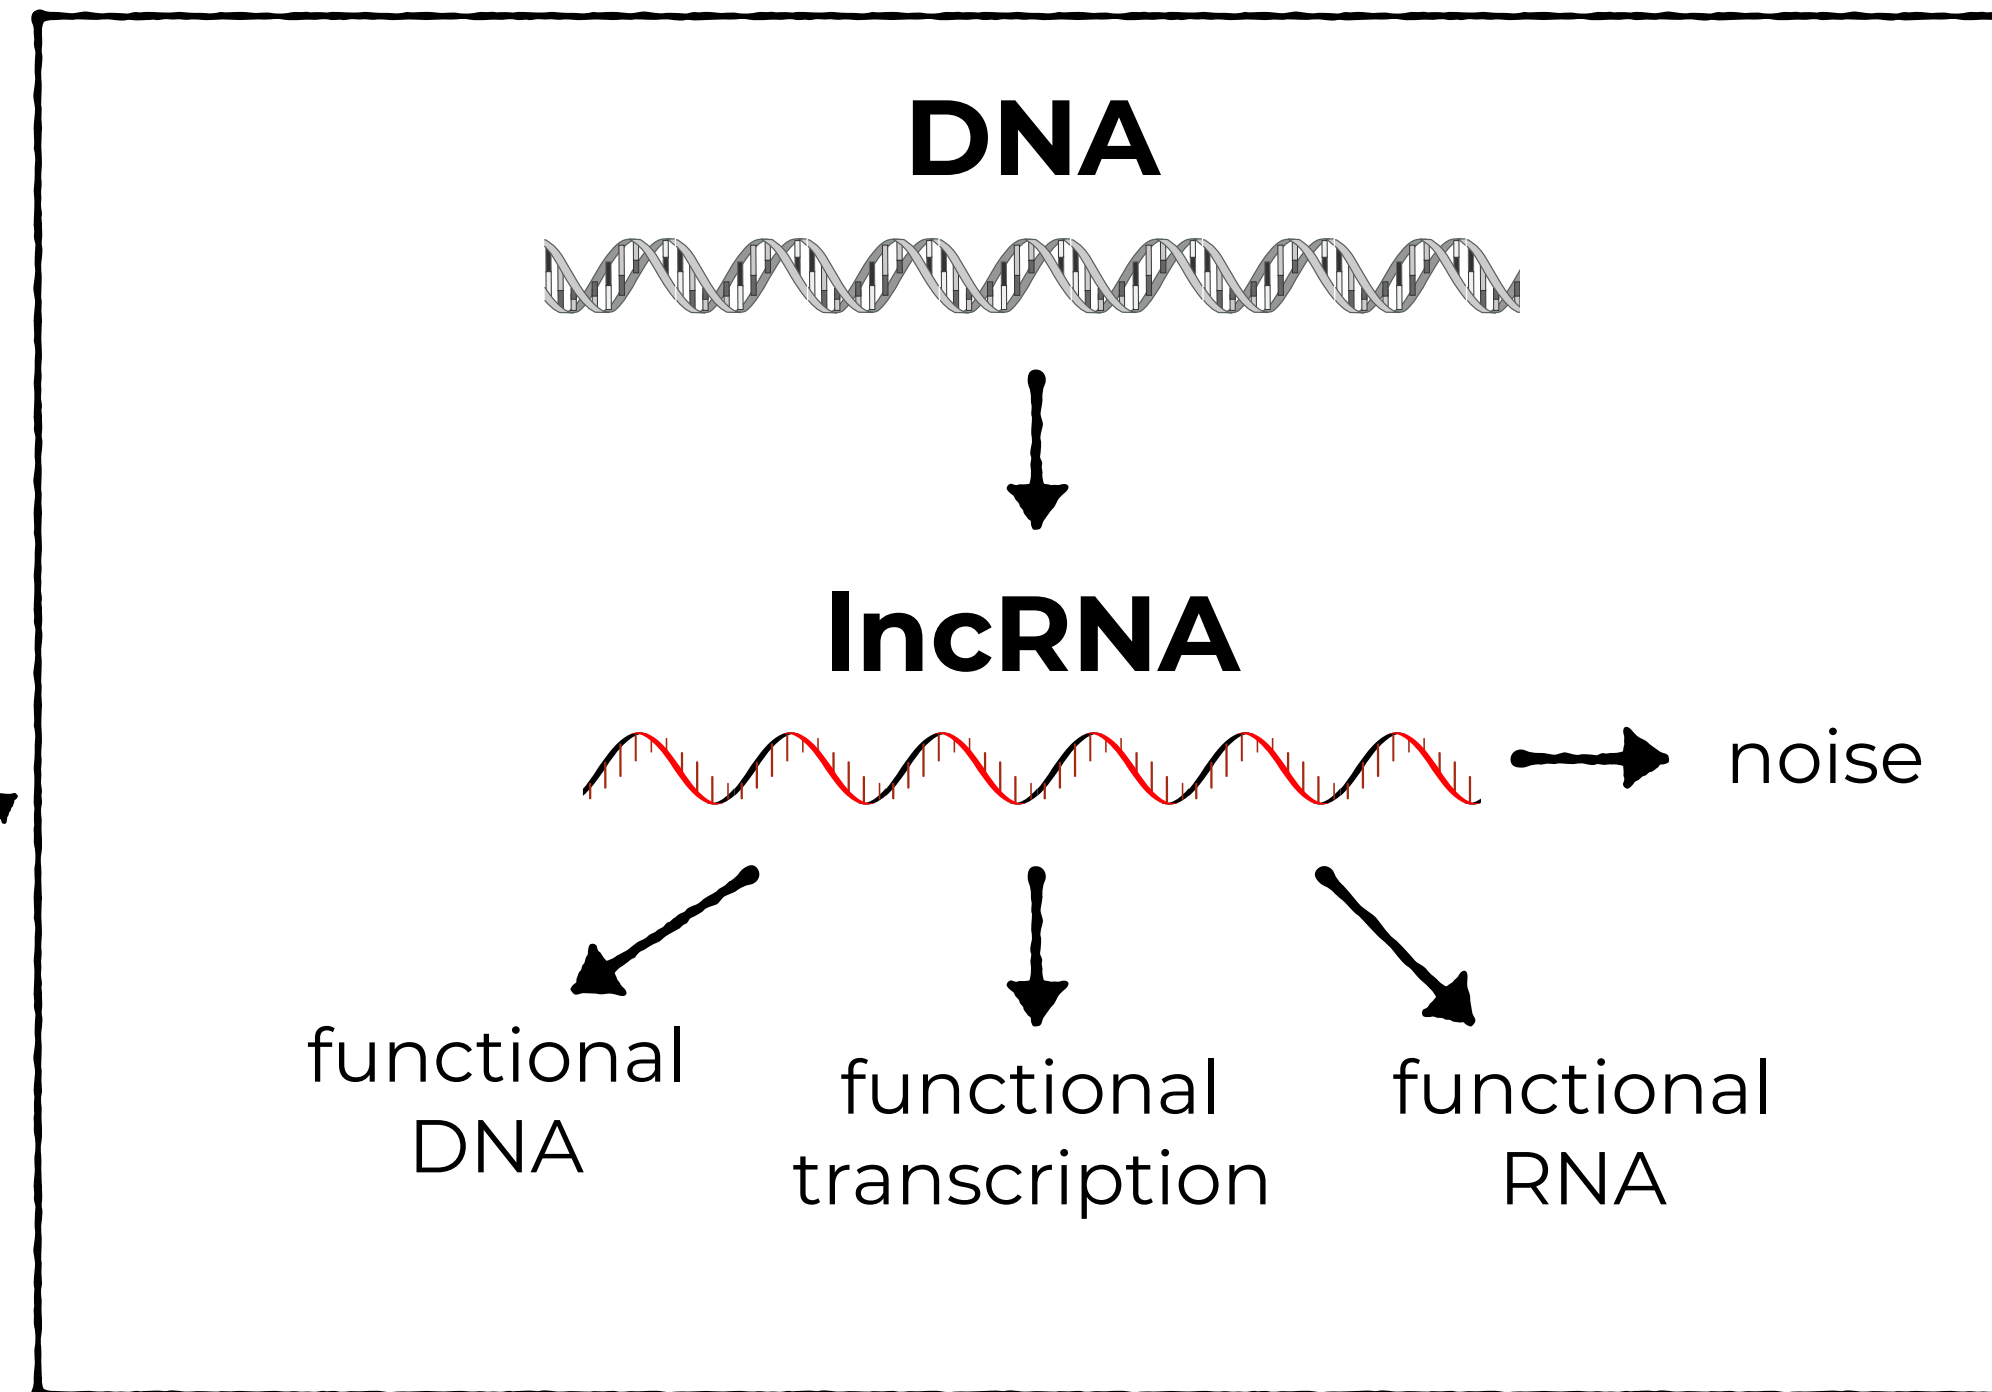 DNA
lncRNA
noise
functional
DNA
functional
transcription
functional
RNA